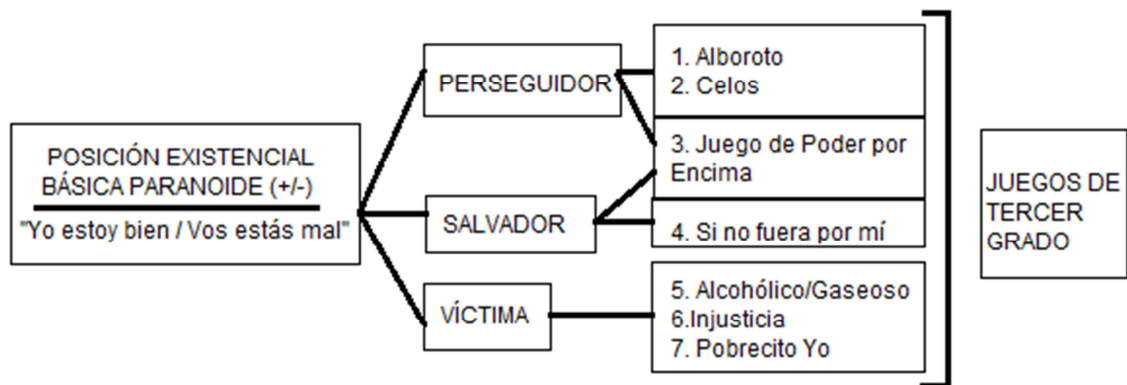 POSICIÓN EXISTENCIAL
BÁSICA PARANOIDE (+/-)
"Yo estoy bien / Vos estás mal"
PERSEGUIDOR
SALVADOR
VÍCTIMA
1. Alboroto
2. Celos
3. Juego de Poder por
Encima
4. Si no fuera por mí
5. Alcohólico/Gaseoso
6.Injusticia
7. Pobrecito Yo
JUEGOS DE
TERCER
GRADO